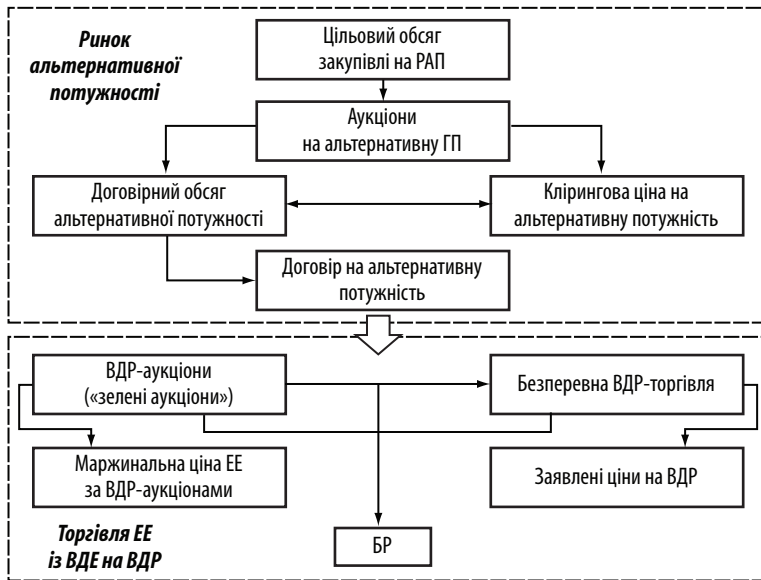 Ринок
альтернативної
потужності
Цільовий обсяг
закупівлі на РАП
Аукціони
на альтернативну ГП
Договірний обсяг
альтернативної потужності
Клірингова ціна на
альтернативну потужність
Договір на альтернативну
потужність
ВДР-аукціони
(«зелені аукціони»)
Безперевна ВДР-торгівля
Маржинальна ціна ЕЕ
за ВДР-аукціонами
Заявлені ціни на ВДР
Торгівля ЕЕ
із ВДЕ на ВДР
БР